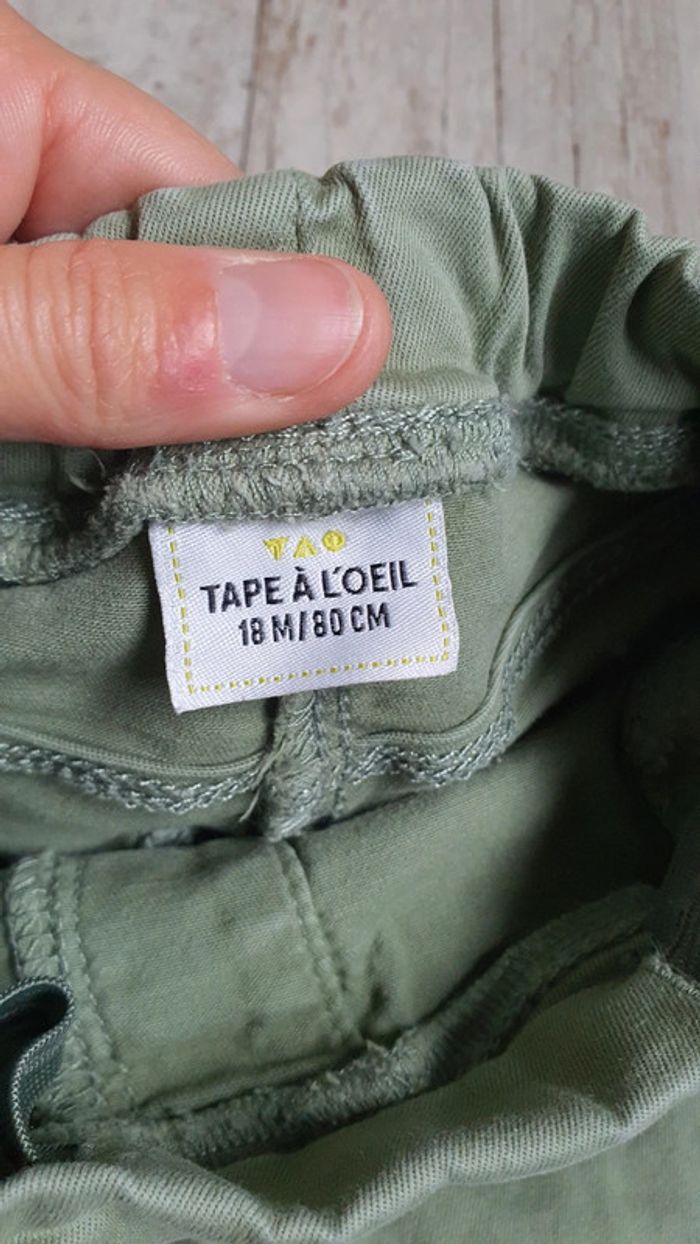 TAO
TAPE À L'OEIL
18 M/80 CM